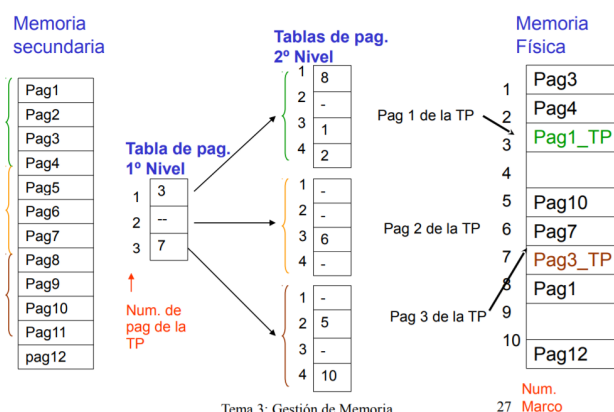 Memoria
secundaria
Pag1
Pag2
Pag3
Pag4
Pag5
Pag6
Pag7
Pag8
Pag9
Pag10
Pag11
pag12
Tabla de pag.
1º Nivel
1 3
2 --
3 7
Num. de
pag de la
TP
Tablas de pag.
2º Nivel
1 8
2 -
3 1
4 2
1 -
2 -
3 6
4 -
1 -
2 5
3 -
4 10
Pag 1 de la TP
Pag 2 de la TP
Pag 3 de la TP
Memoria
Física
1 Pag3
2 Pag4
3 Pag1_TP
4
5 Pag10
6 Pag7
7 Pag3_TP
8 Pag1
9
10 Pag12
Num.
Marco
Tema 3: Gestión de Memoria
27